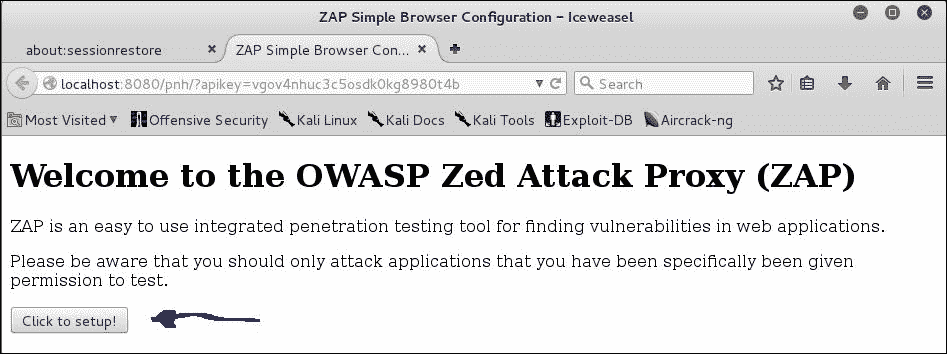 ZAP Simple Browser Configuration - Iceweasel
about:sessionrestore
ZAP Simple Browser Con...
localhost:8080/pnh/?apikey=vgov4nhuc3c5osdk0kg8980t4b
Search
Most Visited Offensive Security Kali Linux Kali Docs Kali Tools Exploit-DB Aircrack-ng
Welcome to the OWASP Zed Attack Proxy (ZAP)
ZAP is an easy to use integrated penetration testing tool for finding vulnerabilities in web applications.
Please be aware that you should only attack applications that you have been specifically been given
permission to test.
Click to setup!